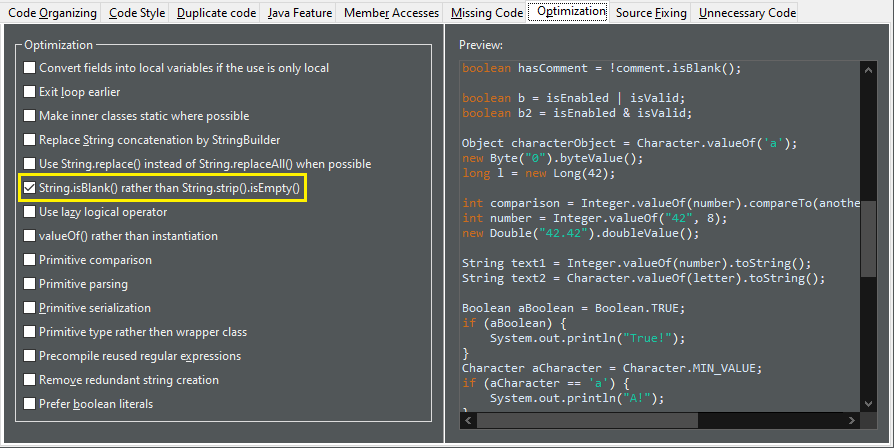 Code Organizing Code Style Duplicate code Java Feature Member Accesses Missing Code Optimization Source Fixing Unnecessary Code
Optimization
Convert fields into local variables if the use is only local
Exit loop earlier
Make inner classes static where possible
Replace String concatenation by StringBuilder
Use String.replace() instead of String.replaceAll() when possible
String.isBlank() rather than String.strip().isEmpty()
Use lazy logical operator
valueOf() rather than instantiation
Primitive comparison
Primitive parsing
Primitive serialization
Primitive type rather then wrapper class
Precompile reused regular expressions
Remove redundant string creation
Prefer boolean literals
Preview:
boolean hasComment = !comment.isBlank();
boolean b = isEnabled | isValid;
boolean b2 = isEnabled & isValid;
Object characterObject = Character.valueOf('a');
new Byte("0").byteValue();
long l = new Long(42);
int comparison = Integer.valueOf(number).compareTo(anothe
int number = Integer.valueOf("42", 8);
new Double("42.42").doubleValue();
String text1 = Integer.valueOf(number).toString();
String text2 = Character.valueOf(letter).toString();
Boolean aBoolean = Boolean.TRUE;
if (aBoolean) {
System.out.println("True!");
}
Character aCharacter = Character.MIN_VALUE;
if (aCharacter == 'a') {
System.out.println("A!");